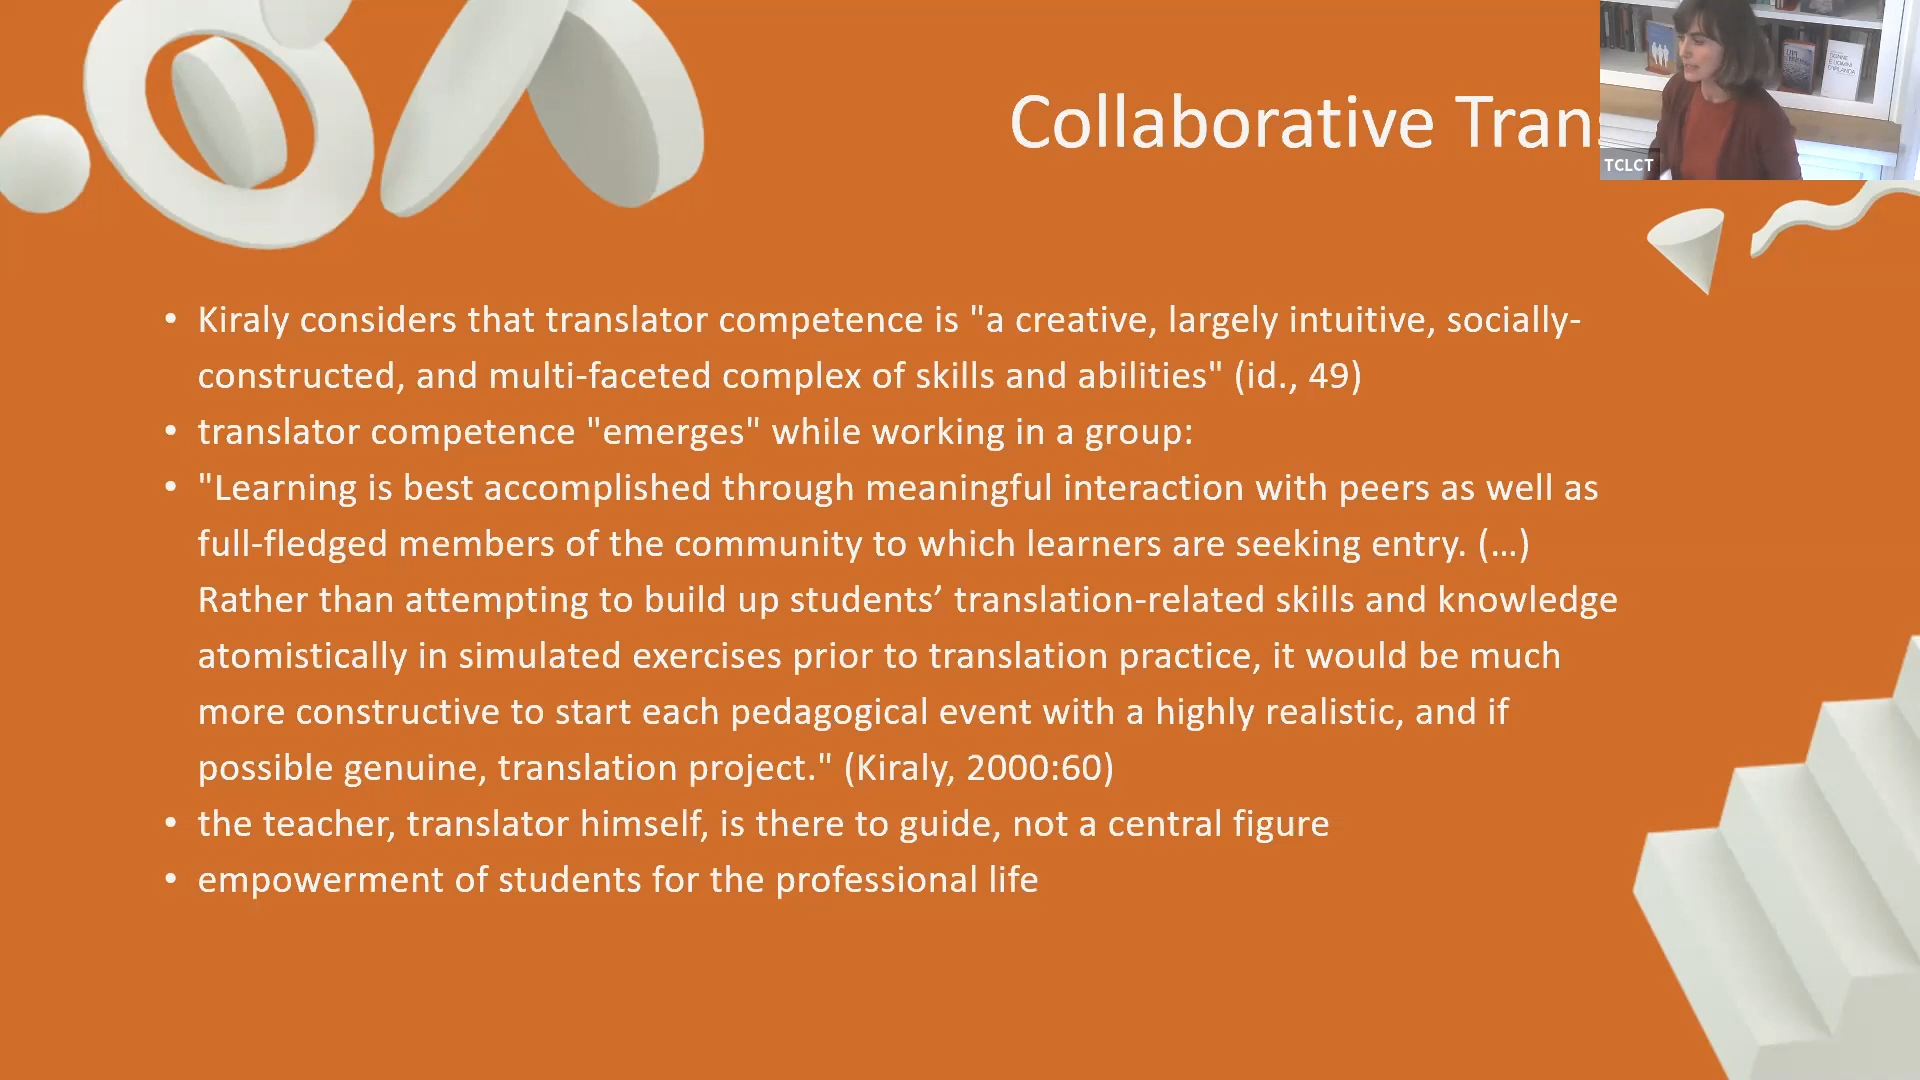 Collaborative Tran
TCLCT
• Kiraly considers that translator competence is "a creative, largely intuitive, socially-
constructed, and multi-faceted complex of skills and abilities" (id., 49)
• translator competence "emerges" while working in a group:
• "Learning is best accomplished through meaningful interaction with peers as well as
full-fledged members of the community to which learners are seeking entry. (…)
Rather than attempting to build up students’ translation-related skills and knowledge
atomistically in simulated exercises prior to translation practice, it would be much
more constructive to start each pedagogical event with a highly realistic, and if
possible genuine, translation project." (Kiraly, 2000:60)
• the teacher, translator himself, is there to guide, not a central figure
• empowerment of students for the professional life